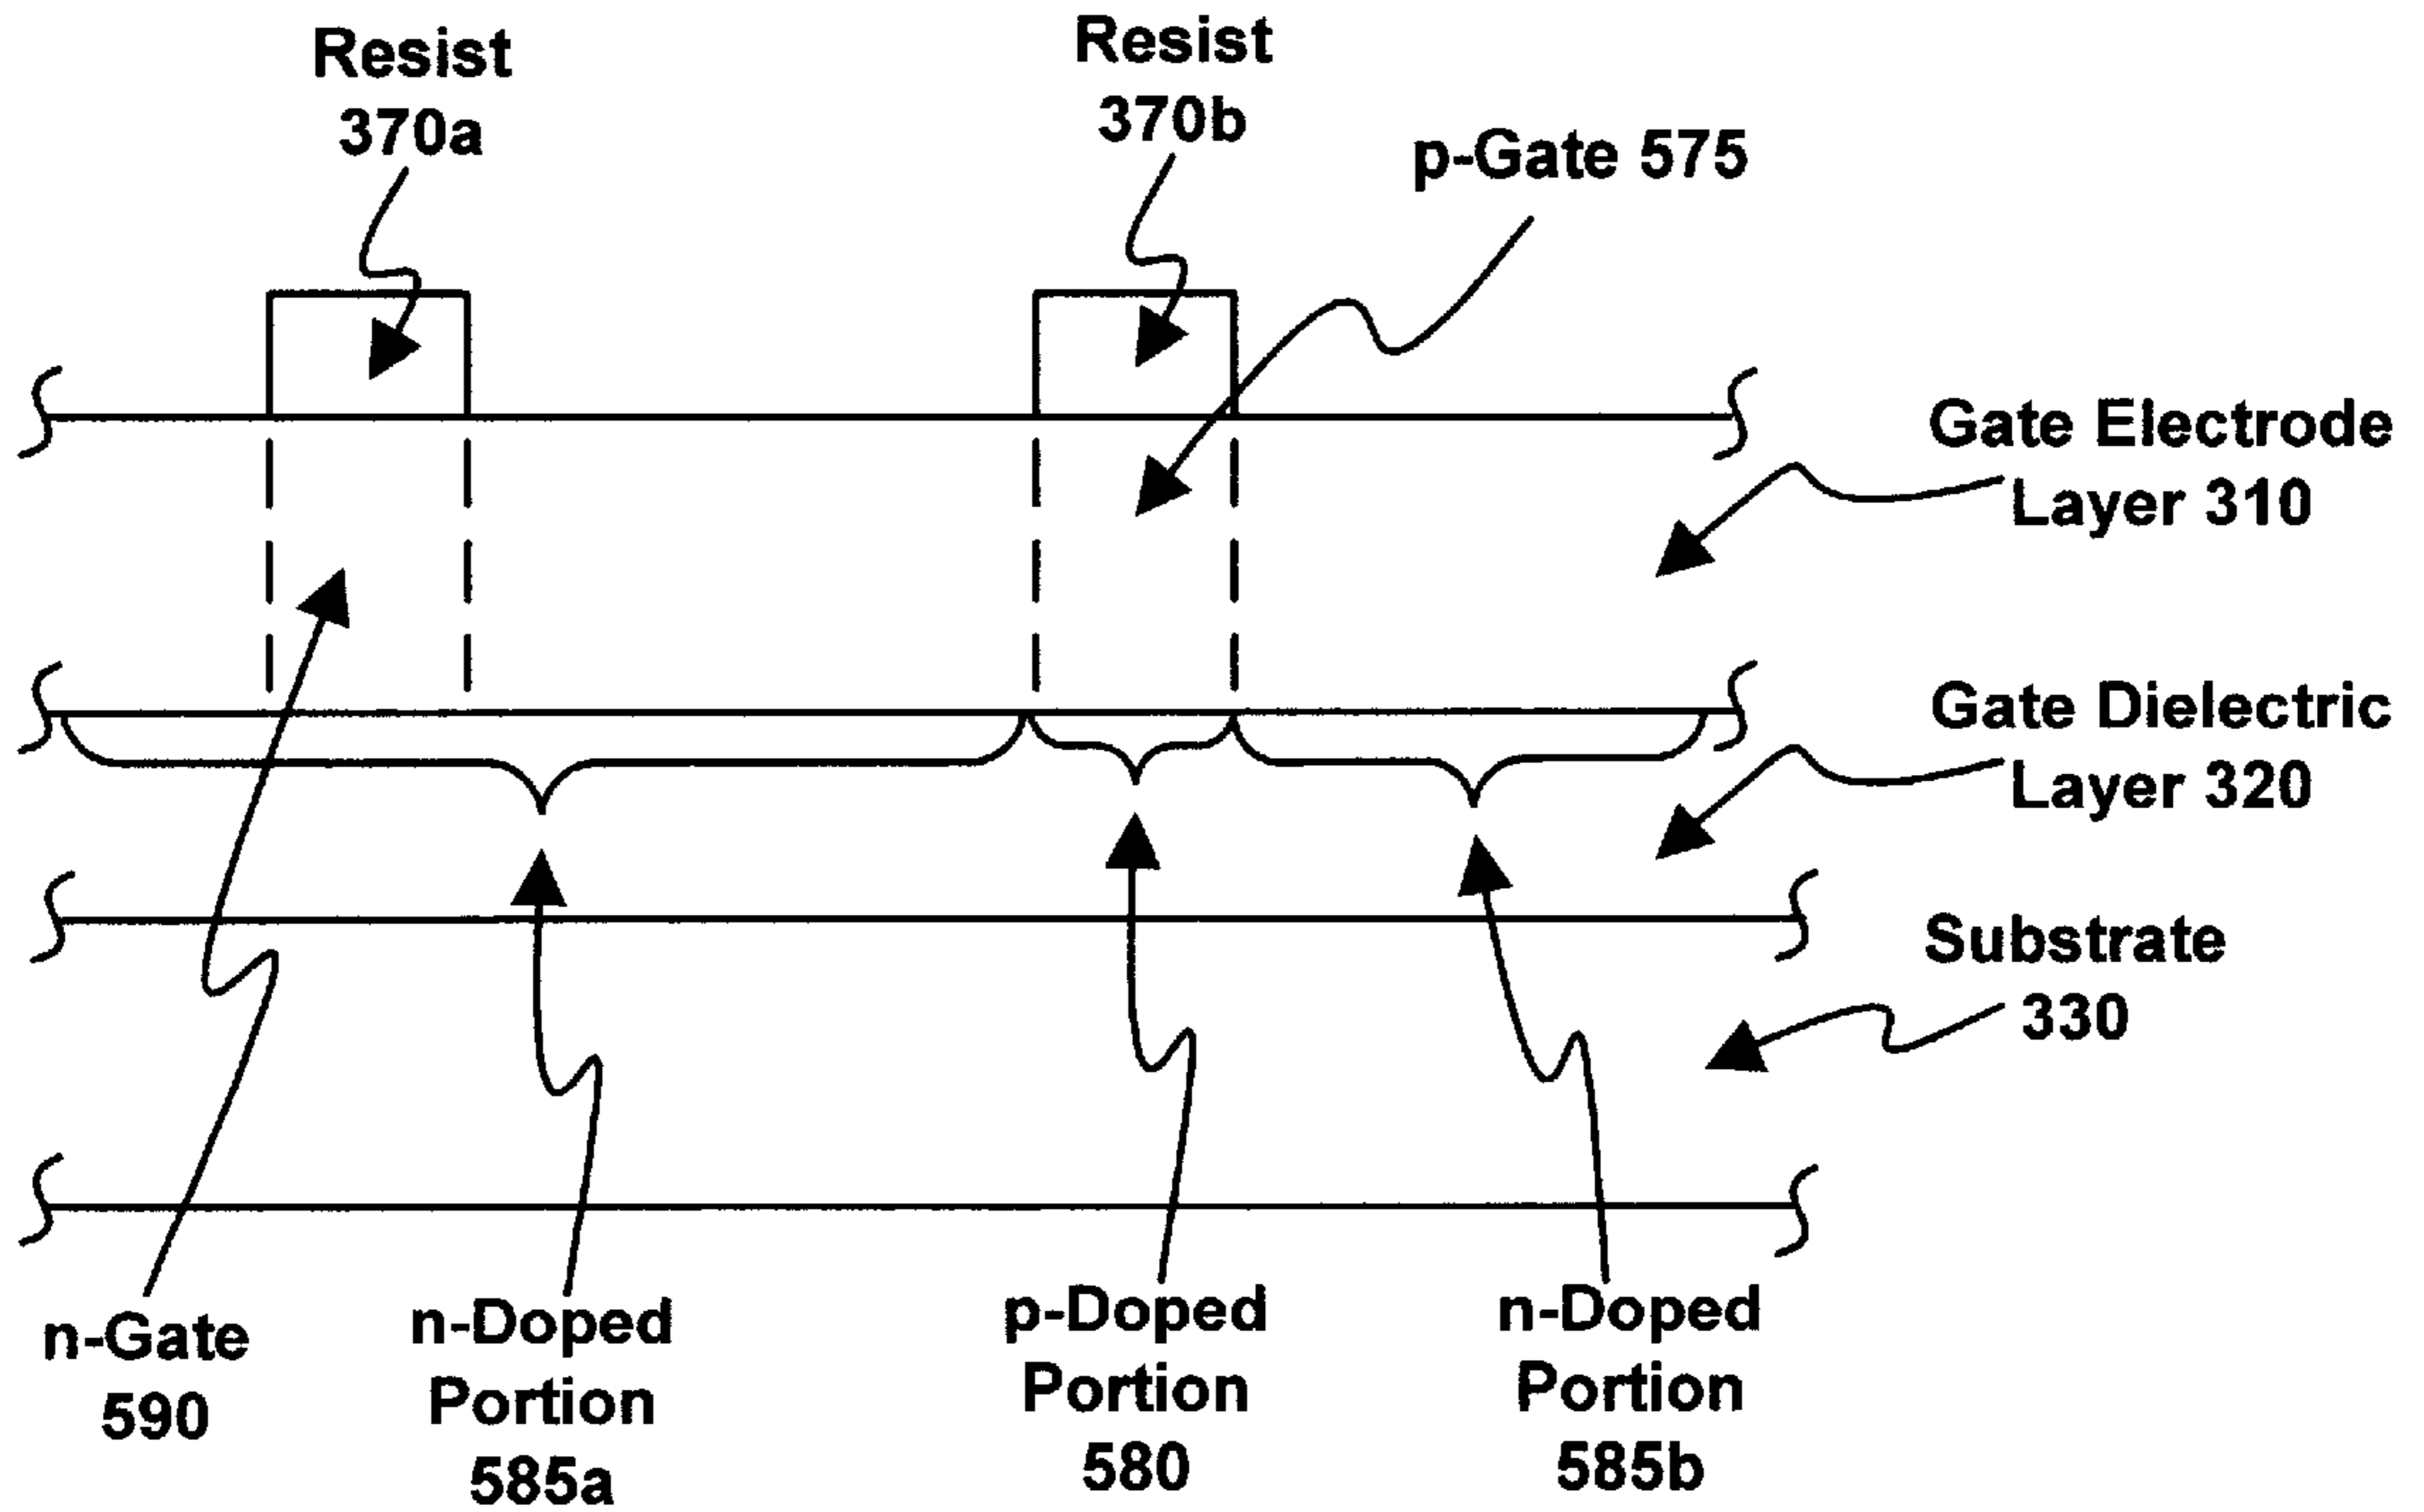 Resist
370a
Resist
370b
p-Gate 575
Gate Electrode
Layer 310
Gate Dielectric
Layer 320
Substrate
330
n-Gate
590
n-Doped
Portion
585a
p-Doped
Portion
580
n-Doped
Portion
585b